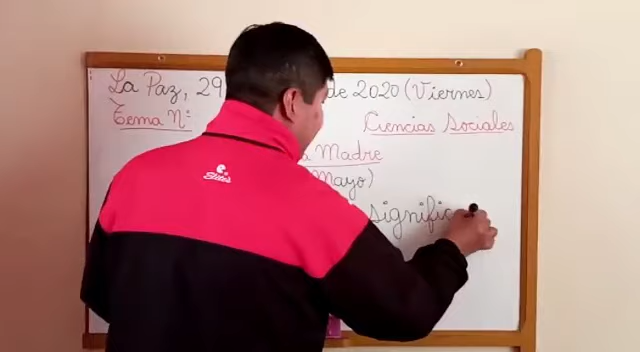 La Paz, 29 de 2020 (Viernes)
Tema N° Ciencias Sociales
Madre
Mayo)
signific